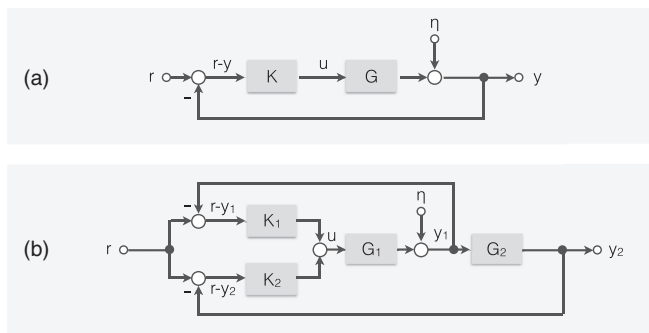 (a)
η
r
r-y
K
u
G
y
-
(b)
-
r-y₁
K₁
η
r
u
G₁
y₁
G₂
y₂
K₂
-
r-y₂